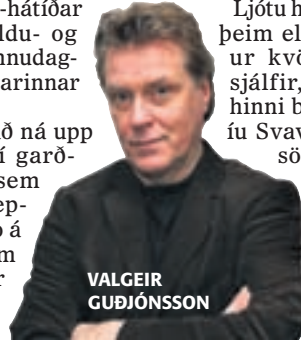 -hátíðar
ldu- og
nnudag-
arinnar
ð ná upp
í garð-
sem
ep-
á
m
r
Ljótu h
þeim el
ur kvö
sjálfir,
hinni b
íu Svav
sö
VALGEIR
GUÐJÓNSSON